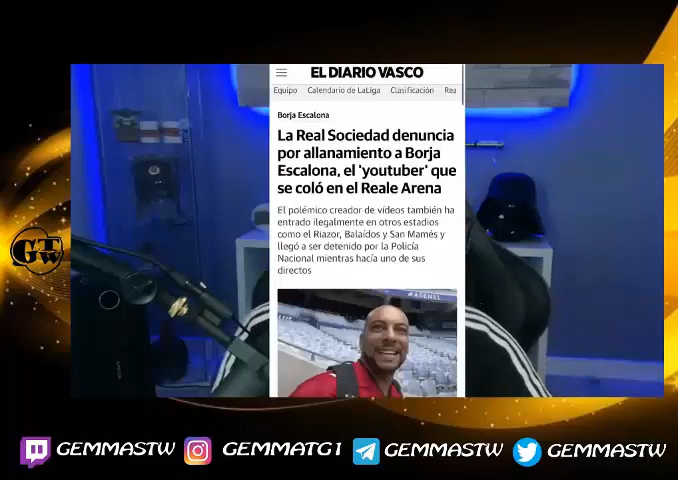 EL DIARIO VASCO
Equipo Calendario de LaLiga Clasificación Rea
Borja Escalona
La Real Sociedad denuncia
por allanamiento a Borja
Escalona, el 'youtuber' que
se coló en el Reale Arena
El polémico creador de vídeos también ha
entrado ilegalmente en otros estadios
como el Riazor, Balaídos y San Mamés y
llegó a ser detenido por la Policía
Nacional mientras hacía uno de sus
directos
GTW
GEMMASTW GEMMATG1 GEMMASTW GEMMASTW